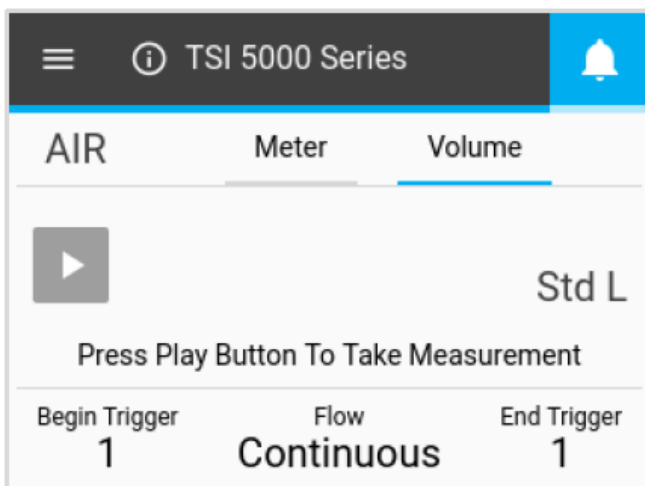 TSI 5000 Series
AIR Meter Volume
Std L
Press Play Button To Take Measurement
Begin Trigger Flow End Trigger
1 Continuous 1